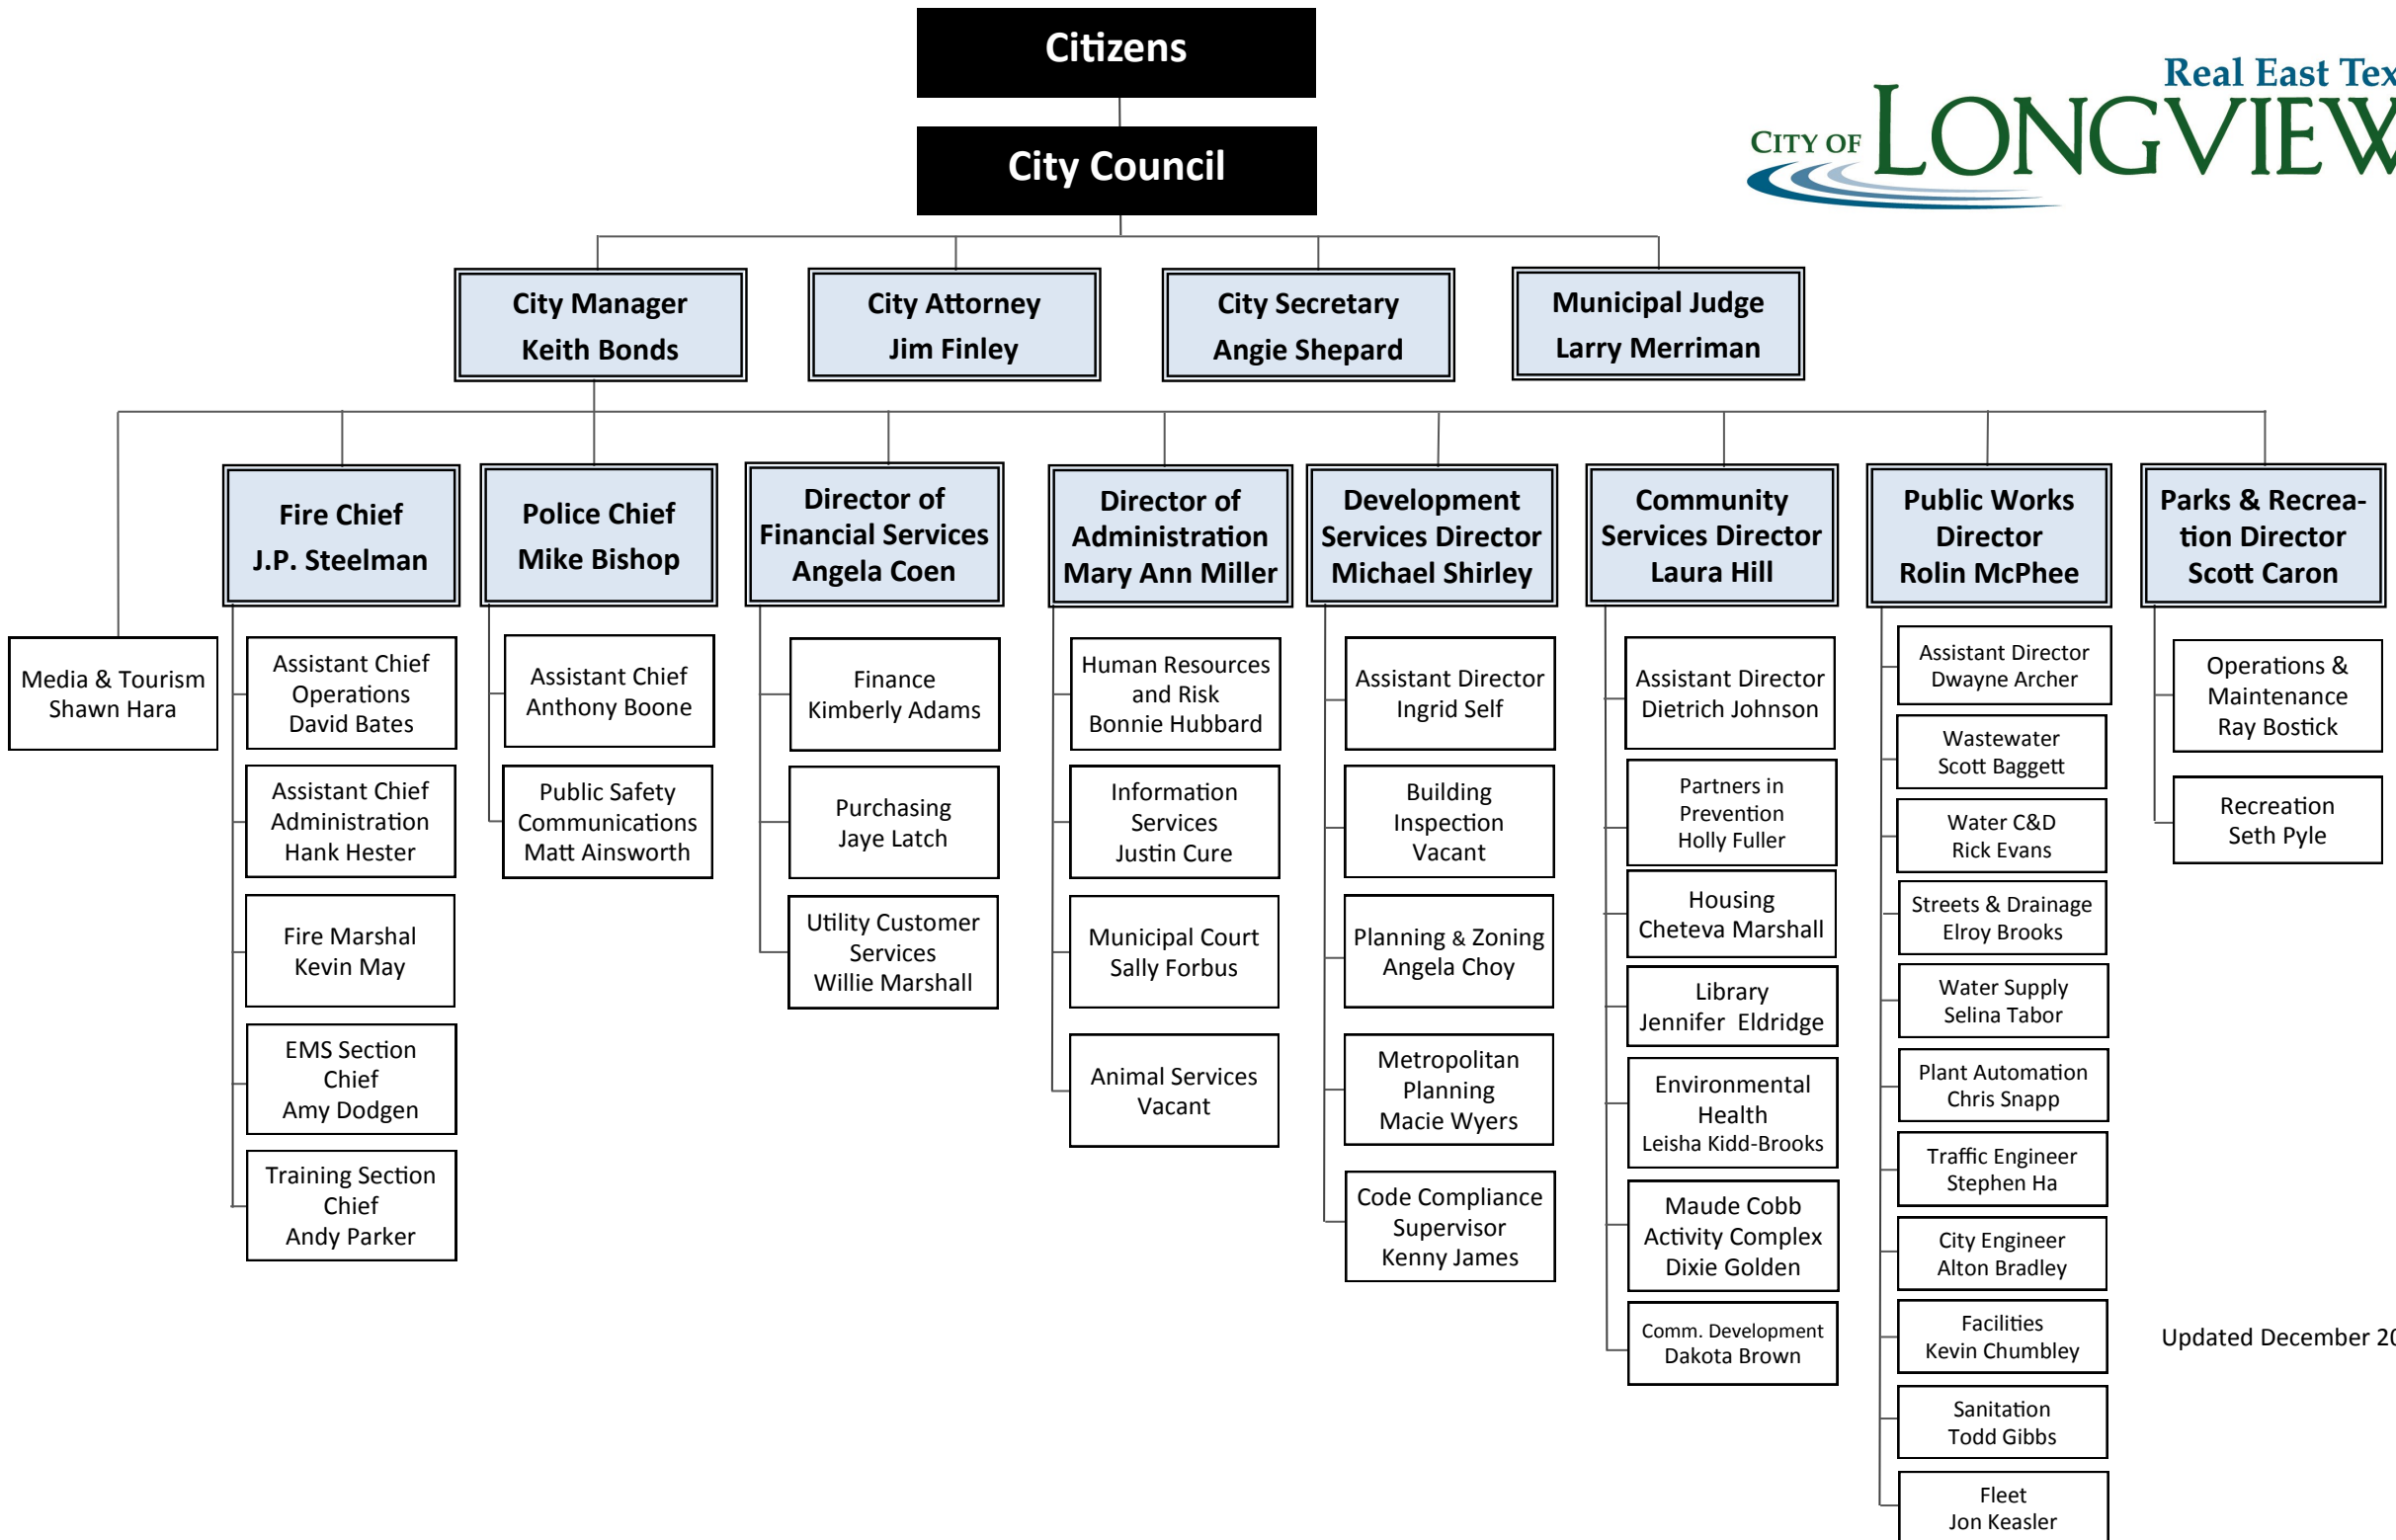 Citizens
City Council
Real East Tex
CITY OF LONGVIEW
City Manager
Keith Bonds
City Attorney
Jim Finley
City Secretary
Angie Shepard
Municipal Judge
Larry Merriman
Fire Chief
J.P. Steelman
Police Chief
Mike Bishop
Director of
Financial Services
Angela Coen
Director of
Administration
Mary Ann Miller
Development
Services Director
Michael Shirley
Community
Services Director
Laura Hill
Public Works
Director
Rolin McPhee
Parks & Recrea-
tion Director
Scott Caron
Media & Tourism
Shawn Hara
Assistant Chief
Operations
David Bates
Assistant Chief
Administration
Hank Hester
Fire Marshal
Kevin May
EMS Section
Chief
Amy Dodgen
Training Section
Chief
Andy Parker
Assistant Chief
Anthony Boone
Public Safety
Communications
Matt Ainsworth
Finance
Kimberly Adams
Purchasing
Jaye Latch
Utility Customer
Services
Willie Marshall
Human Resources
and Risk
Bonnie Hubbard
Information
Services
Justin Cure
Municipal Court
Sally Forbus
Animal Services
Vacant
Assistant Director
Ingrid Self
Building
Inspection
Vacant
Planning & Zoning
Angela Choy
Metropolitan
Planning
Macie Wyers
Code Compliance
Supervisor
Kenny James
Assistant Director
Dietrich Johnson
Partners in
Prevention
Holly Fuller
Housing
Cheteva Marshall
Library
Jennifer Eldridge
Environmental
Health
Leisha Kidd-Brooks
Maude Cobb
Activity Complex
Dixie Golden
Comm. Development
Dakota Brown
Assistant Director
Dwayne Archer
Wastewater
Scott Baggett
Water C&D
Rick Evans
Streets & Drainage
Elroy Brooks
Water Supply
Selina Tabor
Plant Automation
Chris Snapp
Traffic Engineer
Stephen Ha
City Engineer
Alton Bradley
Facilities
Kevin Chumbley
Sanitation
Todd Gibbs
Fleet
Jon Keasler
Operations &
Maintenance
Ray Bostick
Recreation
Seth Pyle
Updated December 20